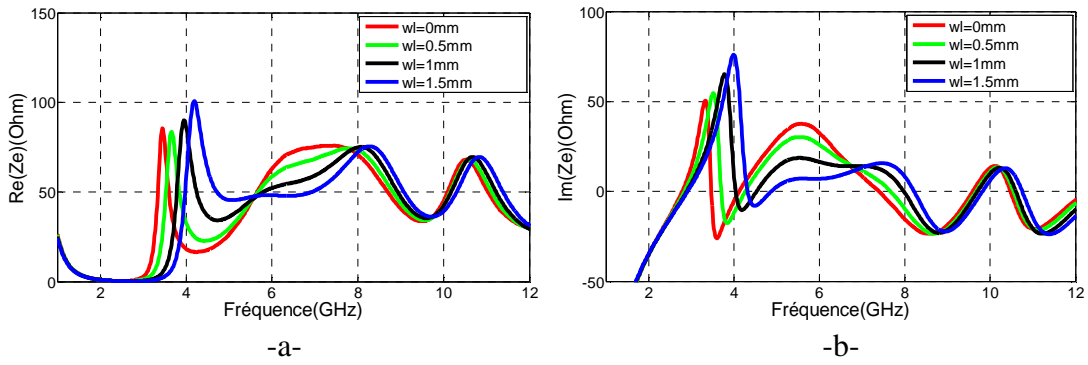 150
100
50
0
Re(Ze)(Ohm)
2 4 6 8 10 12
Fréquence(GHz)
wl=0mm
wl=0.5mm
wl=1mm
wl=1.5mm
-a-
100
50
0
-50
Im(Ze)(Ohm)
2 4 6 8 10 12
Fréquence(GHz)
wl=0mm
wl=0.5mm
wl=1mm
wl=1.5mm
-b-